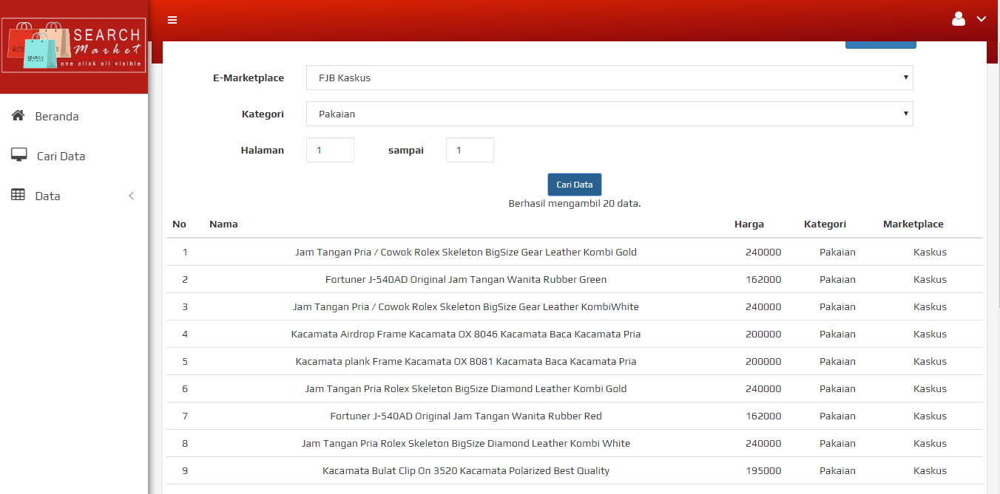 SEARCH
Market
one click all visible
SEARCH
Beranda
Cari Data
Data
E-Marketplace FJB Kaskus
Kategori Pakaian
Halaman 1 sampai 1
Cari Data
Berhasil mengambil 20 data.
No Nama Harga Kategori Marketplace
1 Jam Tangan Pria / Cowok Rolex Skeleton BigSize Gear Leather Kombi Gold 240000 Pakaian Kaskus
2 Fortuner J-540AD Original Jam Tangan Wanita Rubber Green 162000 Pakaian Kaskus
3 Jam Tangan Pria / Cowok Rolex Skeleton BigSize Gear Leather KombiWhite 240000 Pakaian Kaskus
4 Kacamata Airdrop Frame Kacamata OX 8046 Kacamata Baca Kacamata Pria 200000 Pakaian Kaskus
5 Kacamata plank Frame Kacamata OX 8081 Kacamata Baca Kacamata Pria 200000 Pakaian Kaskus
6 Jam Tangan Pria Rolex Skeleton BigSize Diamond Leather Kombi Gold 240000 Pakaian Kaskus
7 Fortuner J-540AD Original Jam Tangan Wanita Rubber Red 162000 Pakaian Kaskus
8 Jam Tangan Pria Rolex Skeleton BigSize Diamond Leather Kombi White 240000 Pakaian Kaskus
9 Kacamata Bulat Clip On 3520 Kacamata Polarized Best Quality 195000 Pakaian Kaskus